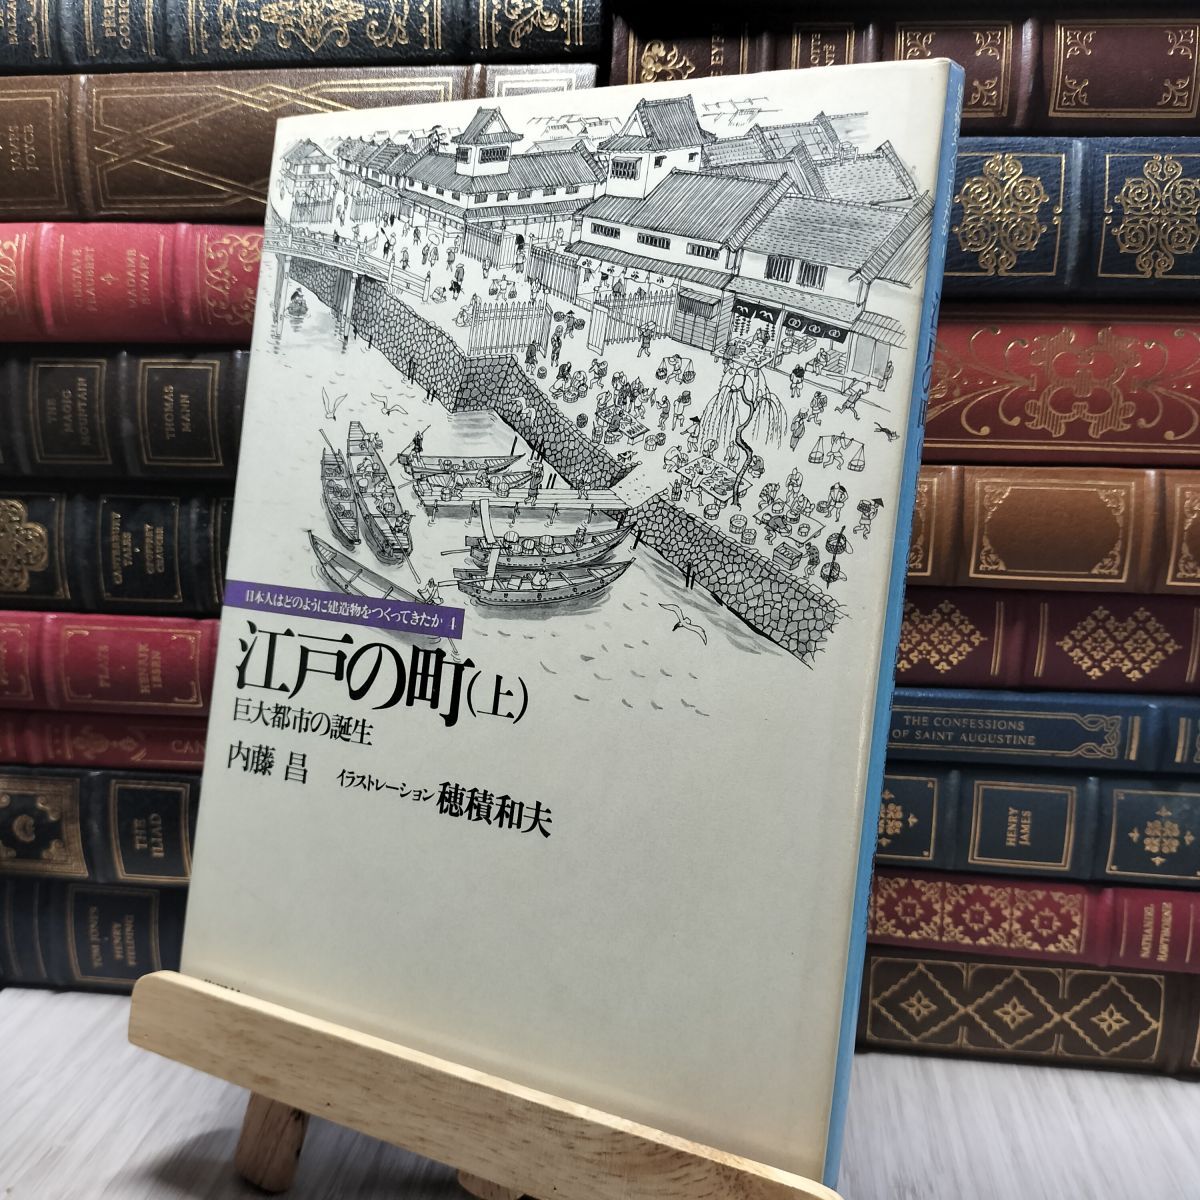 日本人はどのように建造物をつくってきたか 4
江戸の町(上)
巨大都市の誕生
内藤 昌
イラストレーション 穂積和夫
JAMES
JOYCE
GUSTAVE
FLAUBERT
MADAME
BOVARY
THE
MAGIC
MOUNTAIN
THOMAS
MANN
CANTERBURY
TALES
GEOFFREY
CHAUCER
PLAYS
HENRIK
IBSEN
THE
ILIAD
TOM JONES
HENRY
FIELDING
THE CONFESSIONS
OF SAINT AUGUSTINE
HENRY
JAMES
NATHANIEL
HAWTHORNE